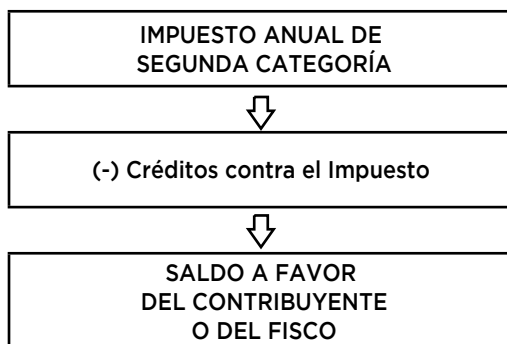 IMPUESTO ANUAL DE
SEGUNDA CATEGORÍA
(-) Créditos contra el Impuesto
SALDO A FAVOR
DEL CONTRIBUYENTE
O DEL FISCO